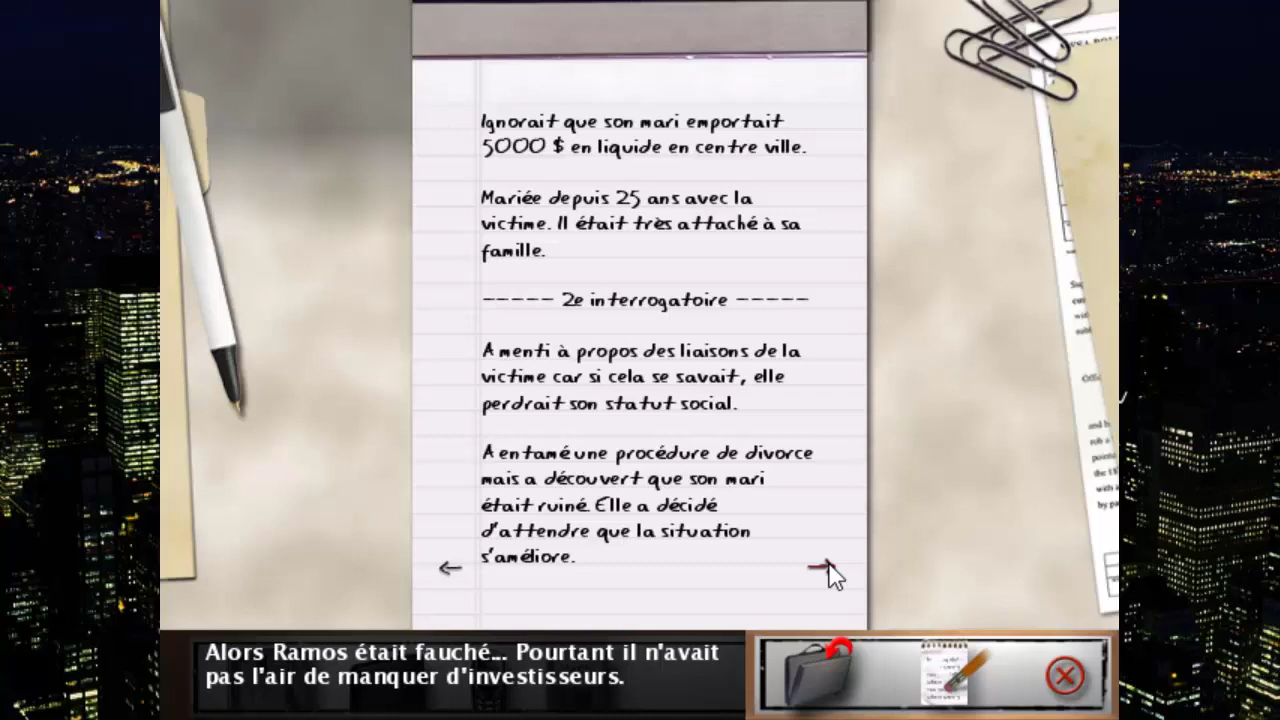 Ignorait que son mari emportait
5000 $ en liquide en centre ville.
Mariée depuis 25 ans avec la
victime. Il était très attaché à sa
famille.
----- 2e interrogatoire -----
A menti à propos des liaisons de la
victime car si cela se savait, elle
perdrait son statut social.
A entamé une procédure de divorce
mais a découvert que son mari
était ruiné. Elle a décidé
d'attendre que la situation
s'améliore.
Alors Ramos était fauché... Pourtant il n'avait
pas l'air de manquer d'investisseurs.